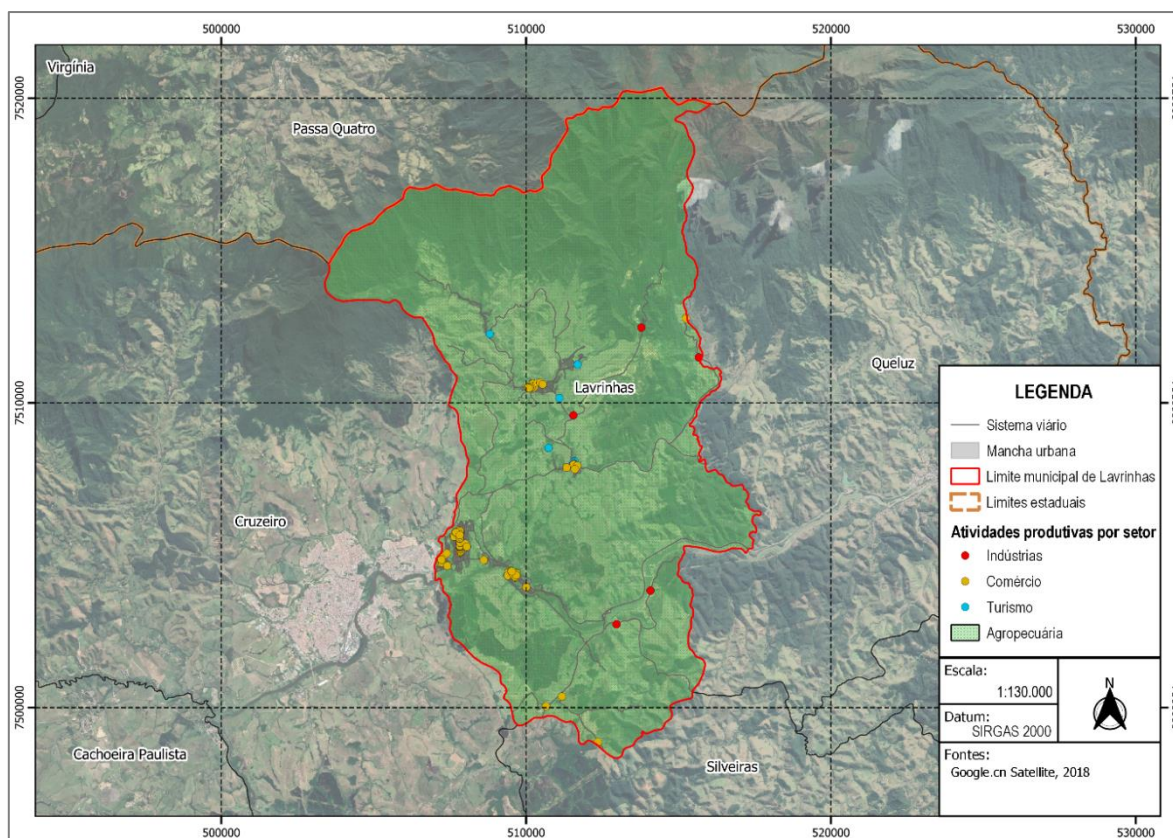 500000 510000 520000 530000
7520000
7510000
7500000
Virgínia
Passa Quatro
Lavrinhas
Queluz
Cruzeiro
Cachoeira Paulista
Silveiras
LEGENDA
Sistema viário
Mancha urbana
Limite municipal de Lavrinhas
Limites estaduais
Atividades produtivas por setor
Indústrias
Comércio
Turismo
Agropecuária
Escala:
1:130.000
Datum:
SIRGAS 2000
N
Fontes:
Google.cn Satellite, 2018
500000 510000 520000 530000